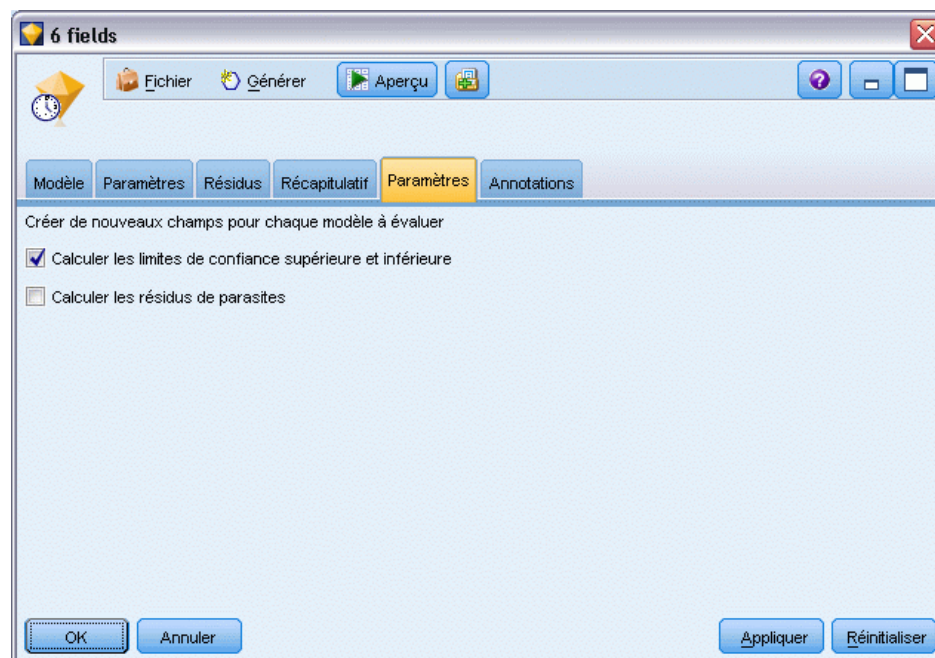 6 fields
Fichier Générer Aperçu
Modèle Paramètres Résidus Récapitulatif Paramètres Annotations
Créer de nouveaux champs pour chaque modèle à évaluer
Calculer les limites de confiance supérieure et inférieure
Calculer les résidus de parasites
OK Annuler Appliquer Réinitialiser